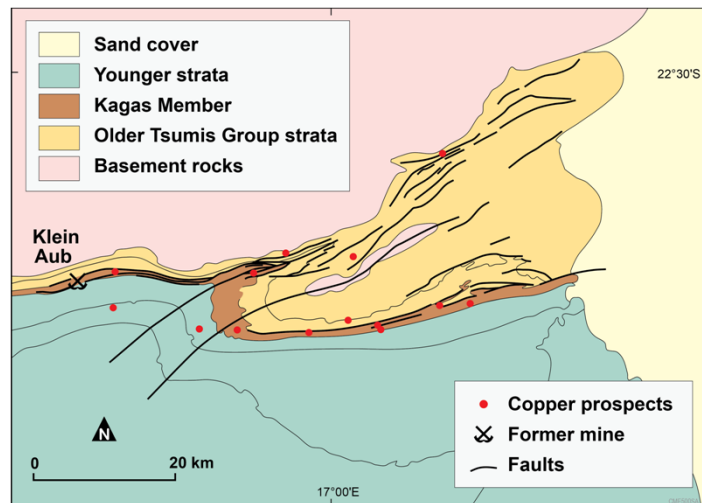 Sand cover
Younger strata
Kagas Member
Older Tsumis Group strata
Basement rocks
22°30'S
Klein
Aub
Copper prospects
Former mine
Faults
N
0
20 km
17°00'E